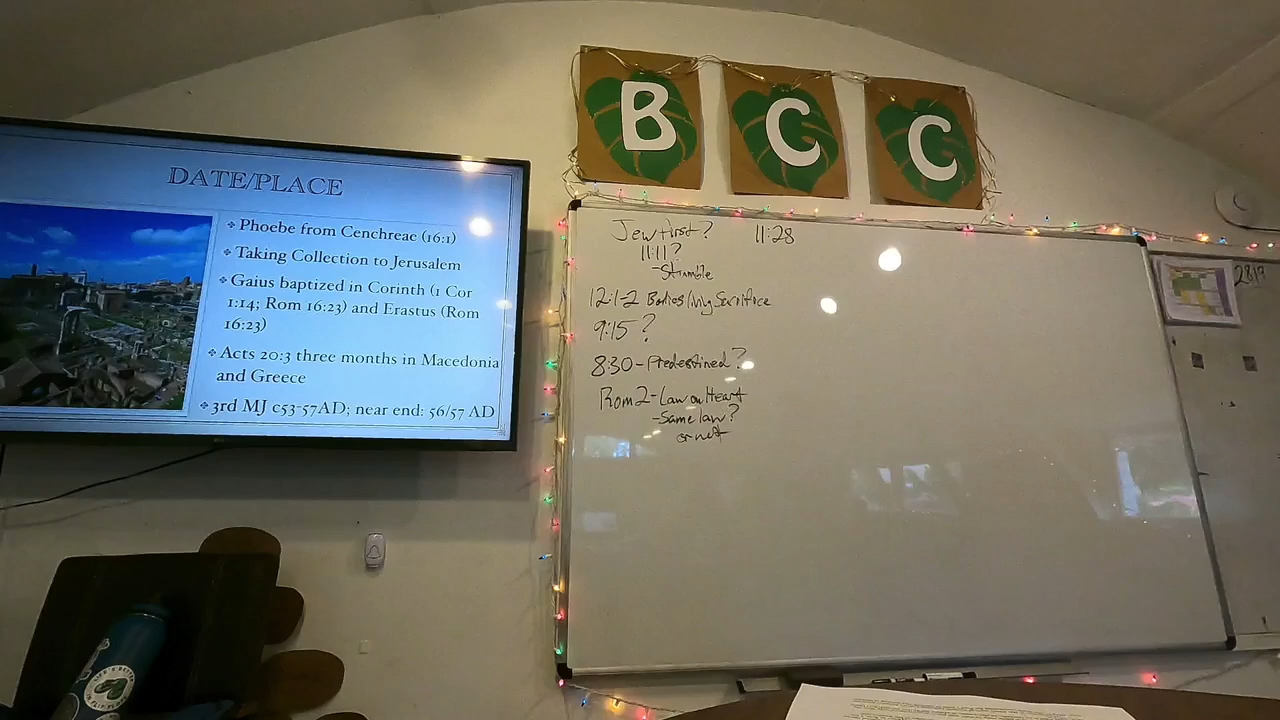 DATE/PLACE
❖ Phoebe from Cenchreae (16:1)
❖ Taking Collection to Jerusalem
❖ Gaius baptized in Corinth (1 Cor
1:14; Rom 16:23) and Erastus (Rom
16:23)
❖ Acts 20:3 three months in Macedonia
and Greece
❖ 3rd MJ c53-57AD; near end: 56/57 AD
B C C
Jew first? 11:28
11:11?
-Stumble
12:1-2 Bodies living Sacrifice
9:15?
8:30-Predestined?
Rom 2-Law on Heart
-Same law?
or not